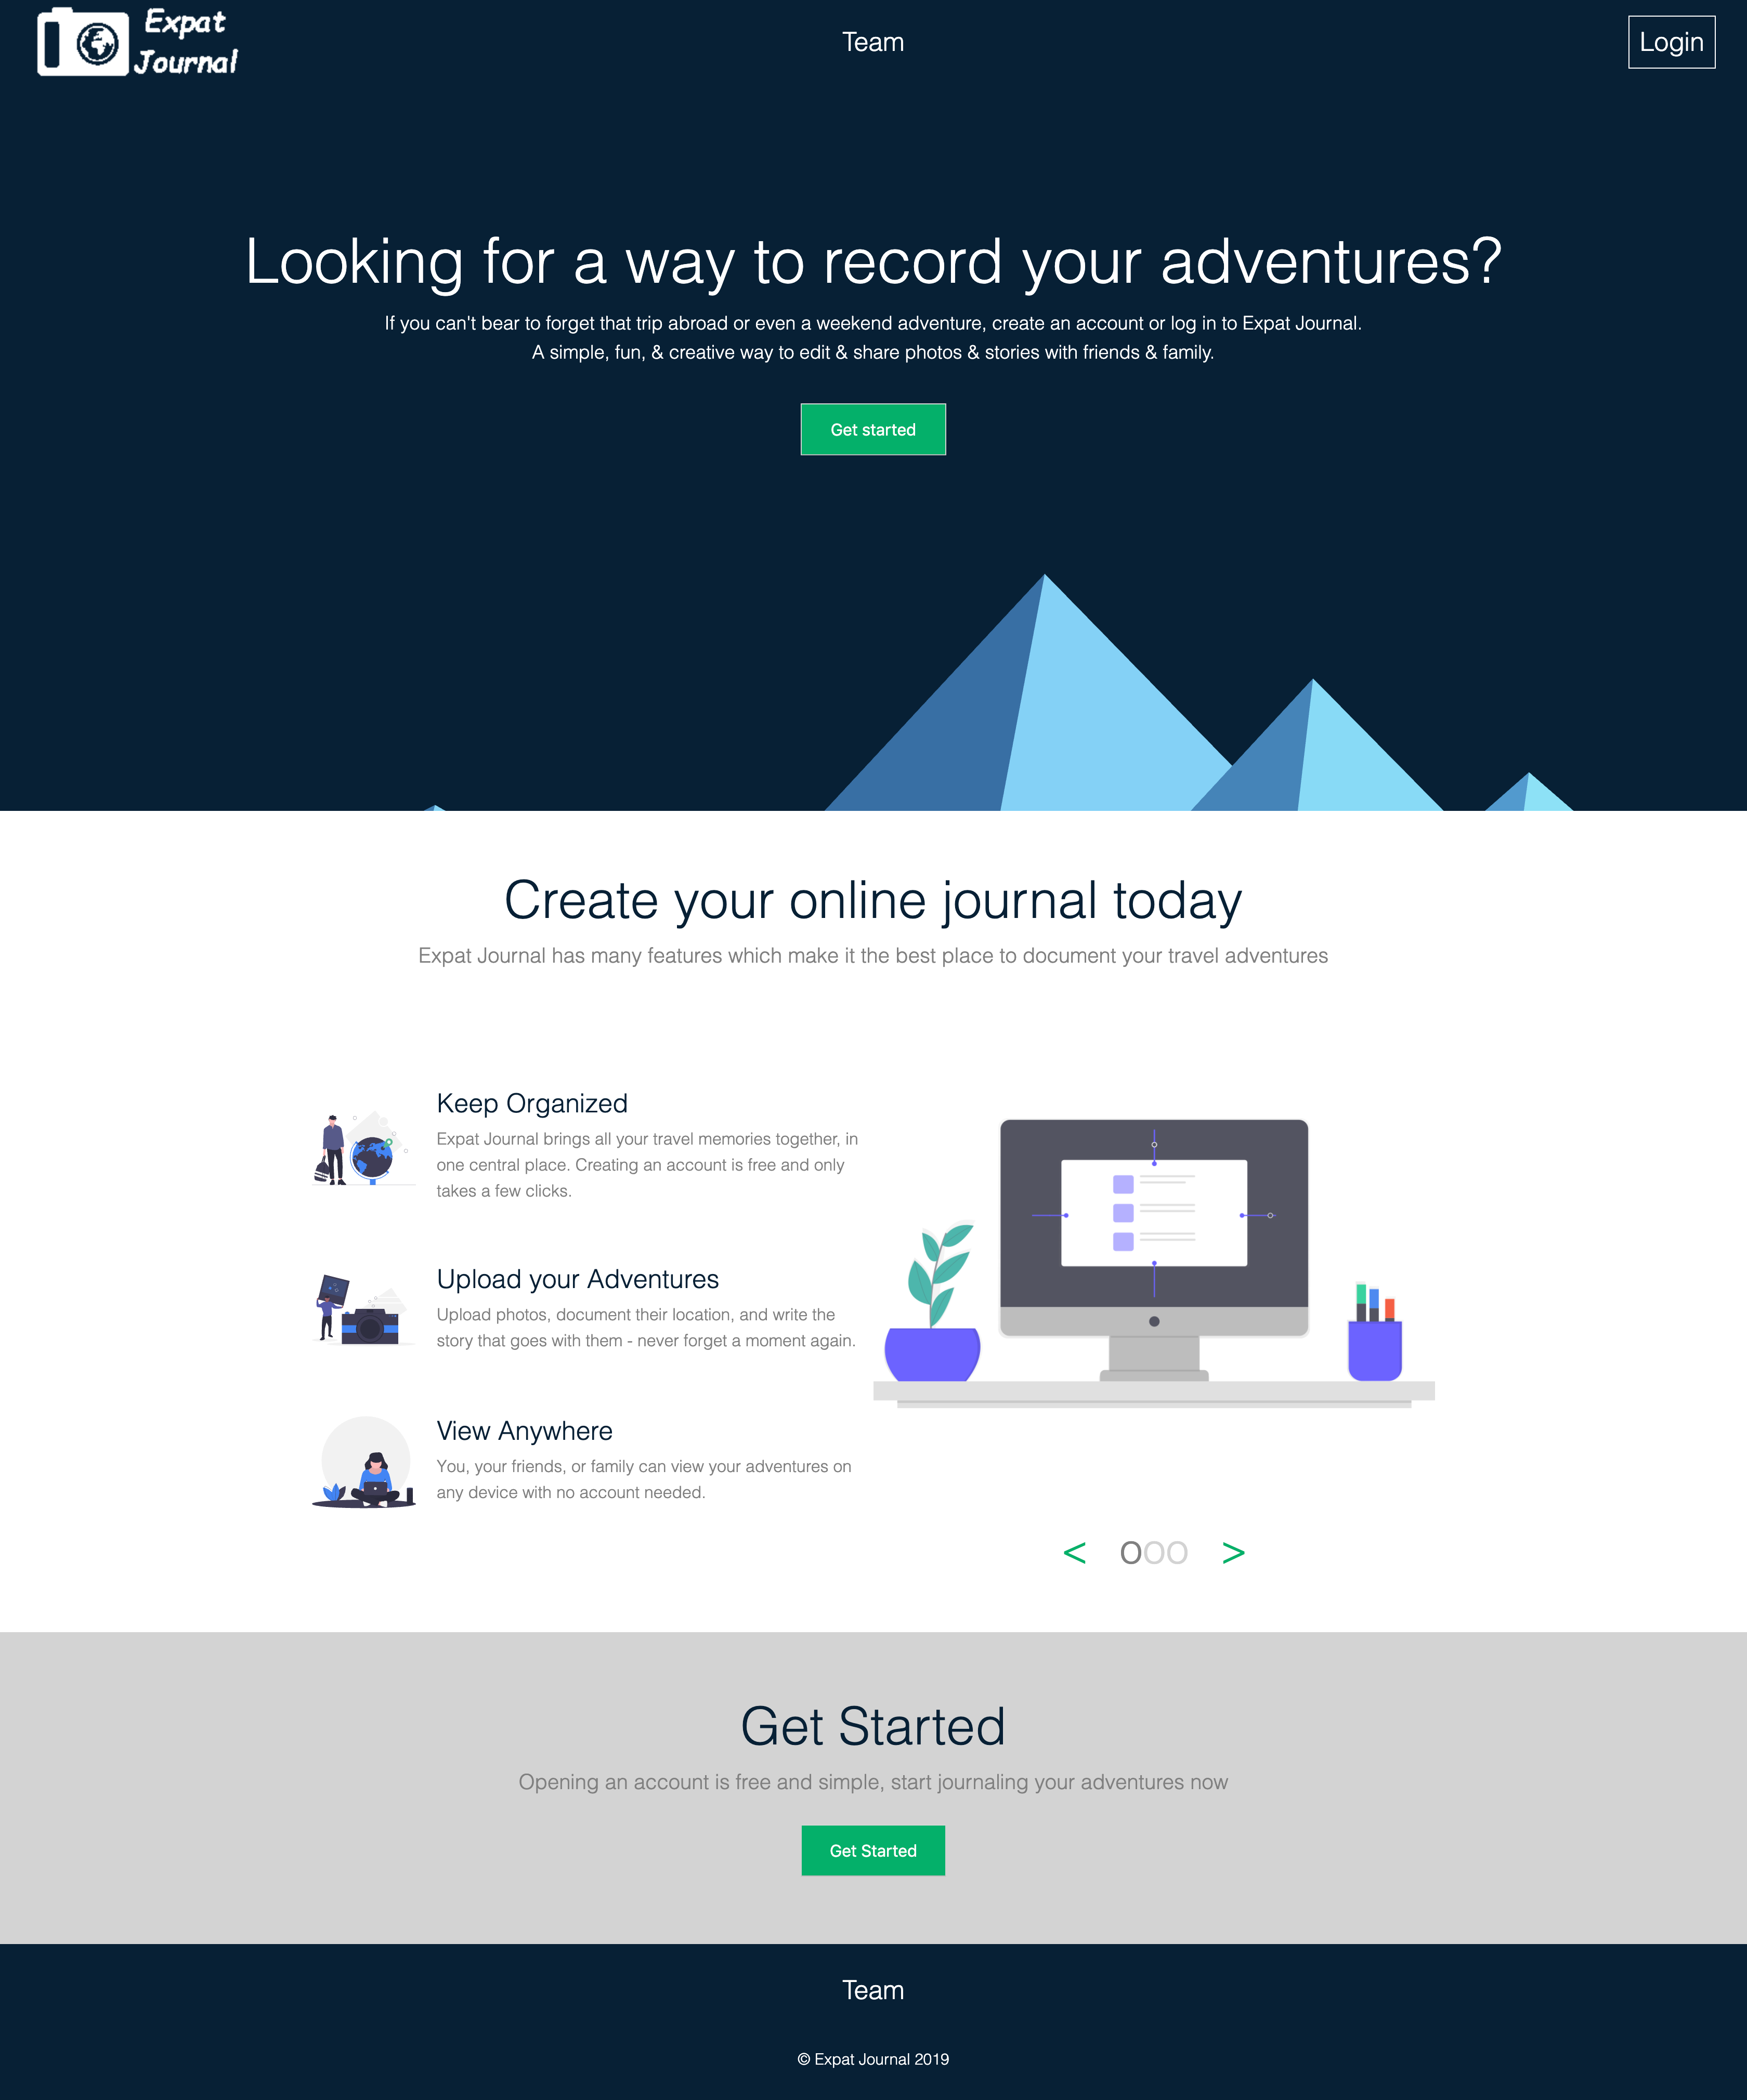 Expat
Journal
Team
Login
Looking for a way to record your adventures?
If you can't bear to forget that trip abroad or even a weekend adventure, create an account or log in to Expat Journal.
A simple, fun, & creative way to edit & share photos & stories with friends & family.
Get started
Create your online journal today
Expat Journal has many features which make it the best place to document your travel adventures
Keep Organized
Expat Journal brings all your travel memories together, in
one central place. Creating an account is free and only
takes a few clicks.
Upload your Adventures
Upload photos, document their location, and write the
story that goes with them - never forget a moment again.
View Anywhere
You, your friends, or family can view your adventures on
any device with no account needed.
< OOO >
Get Started
Opening an account is free and simple, start journaling your adventures now
Get Started
Team
© Expat Journal 2019